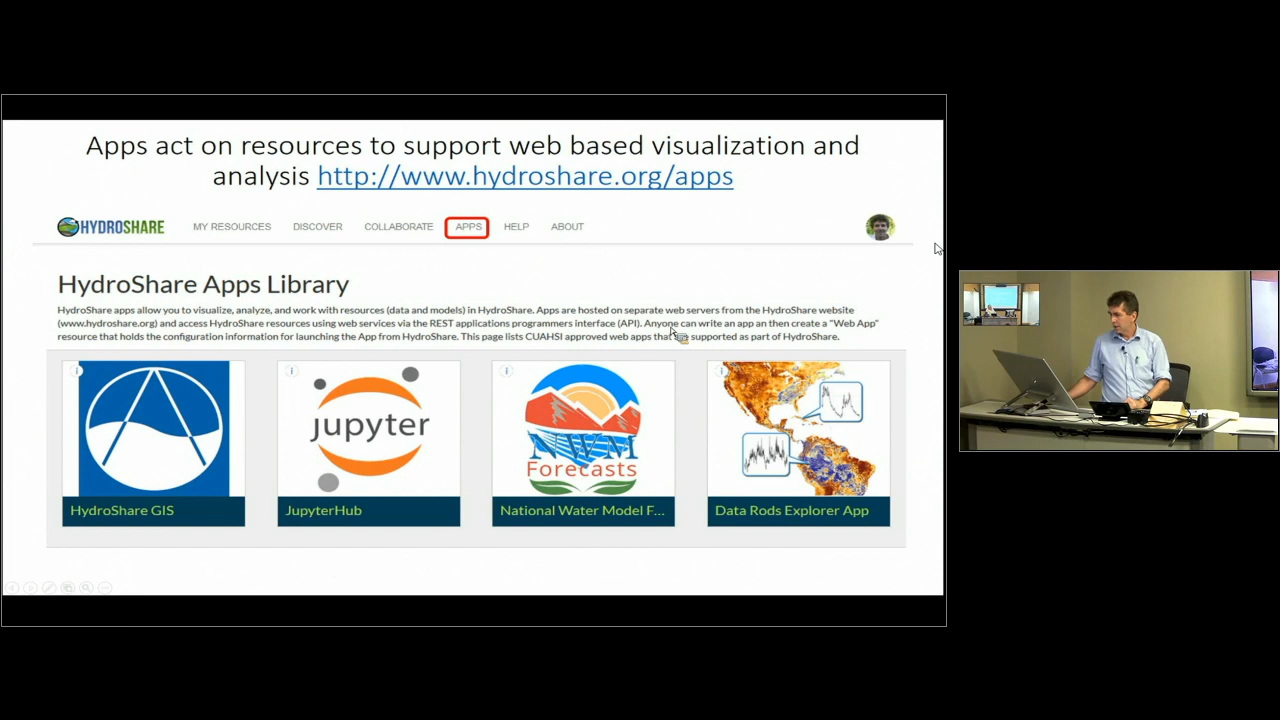 Apps act on resources to support web based visualization and
analysis http://www.hydroshare.org/apps
HYDROSHARE MY RESOURCES DISCOVER COLLABORATE APPS HELP ABOUT
HydroShare Apps Library
HydroShare apps allow you to visualize, analyze, and work with resources (data and models) in HydroShare. Apps are hosted on separate web servers from the HydroShare website
(www.hydroshare.org) and access HydroShare resources using web services via the REST applications programmers interface (API). Anyone can write an app an then create a "Web App"
resource that holds the configuration information for launching the App from HydroShare. This page lists CUAHSI approved web apps that supported as part of HydroShare.
jupyter
NWM
Forecasts
HydroShare GIS
JupyterHub
National Water Model F...
Data Rods Explorer App